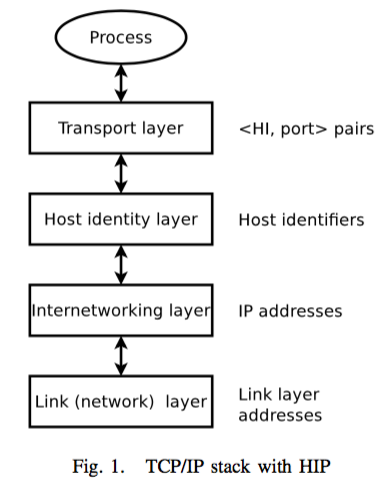 Process
Transport layer
<HI, port> pairs
Host identity layer
Host identifiers
Internetworking layer
IP addresses
Link (network) layer
Link layer
addresses
Fig. 1. TCP/IP stack with HIP